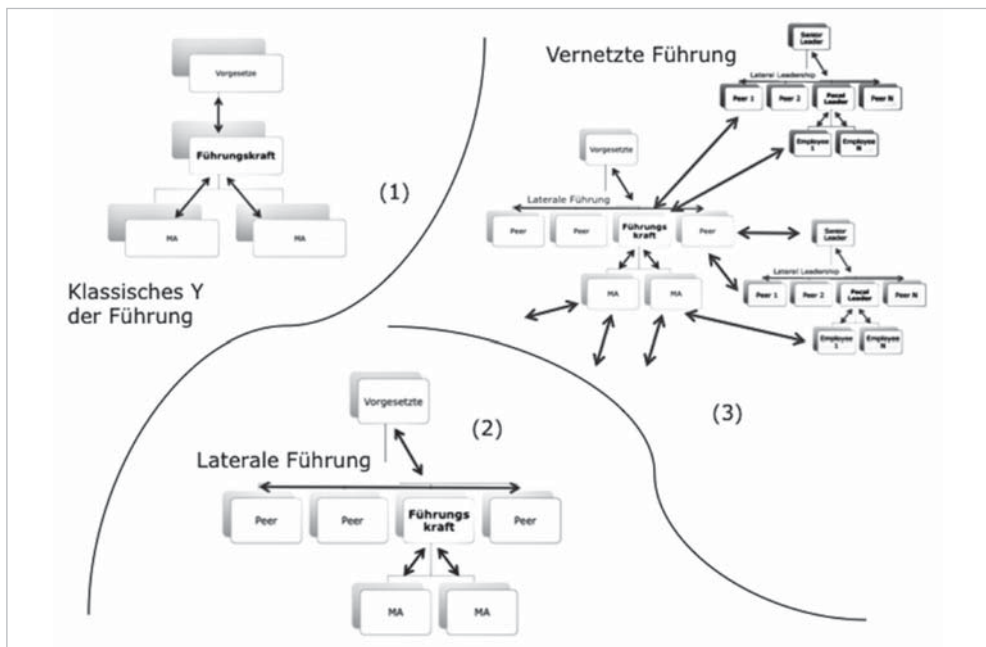 Vorgesetze
Führungskraft
MA
MA
(1)
Klassisches Y
der Führung
Vorgesetzte
(2)
Laterale Führung
Peer
Peer
Führungs
kraft
Peer
MA
MA
Vernetzte Führung
Vorgesetzte
Laterale Führung
Peer
Peer
Führungs
kraft
Peer
MA
MA
Senior
Leader
Lateral Leadership
Peer 1
Peer 2
Focal
Leader
Peer N
Employee
1
Employee
N
Senior
Leader
Lateral Leadership
Peer 1
Peer 2
Focal
Leader
Peer N
Employee
1
Employee
N
(3)